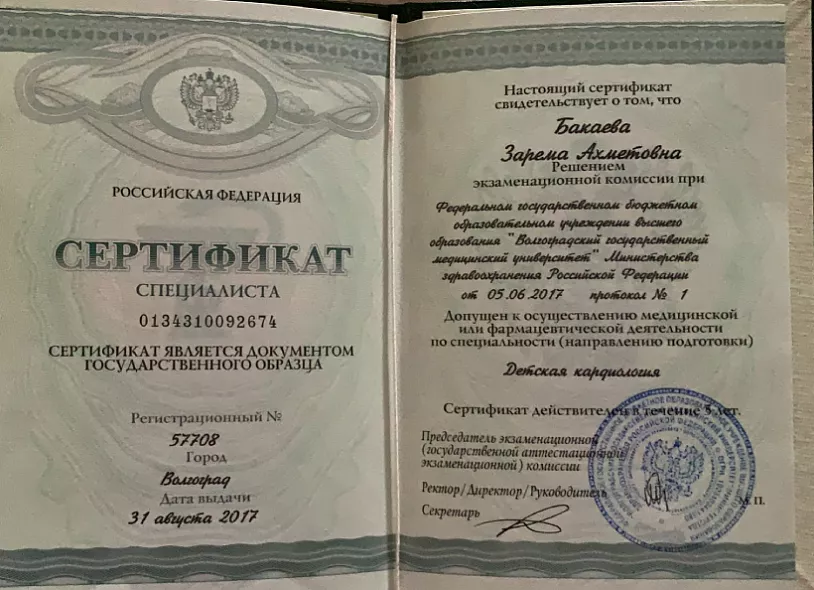 РОССИЙСКАЯ ФЕДЕРАЦИЯ
СЕРТИФИКАТ
СПЕЦИАЛИСТА
0134310092674
СЕРТИФИКАТ ЯВЛЯЕТСЯ ДОКУМЕНТОМ
ГОСУДАРСТВЕННОГО ОБРАЗЦА
Регистрационный №
57708
Город
Волгоград
Дата выдачи
31 августа 2017
Настоящий сертификат
свидетельствует о том, что
Бакаева
Зарема Ахметовна
Решением
экзаменационной комиссии при
Федеральном государственном бюджетном
образовательном учреждении высшего
образования "Волгоградский государственный
медицинский университет" Министерства
здравоохранения Российской Федерации
от 05.06.2017 протокол № 1
Допущен к осуществлению медицинской
или фармацевтической деятельности
по специальности (направлению подготовки)
Детская кардиология
Сертификат действителен в течение 5 лет.
Председатель экзаменационной
(государственной аттестационной
экзаменационной) комиссии
Ректор/Директор/Руководитель
М.П.
Секретарь